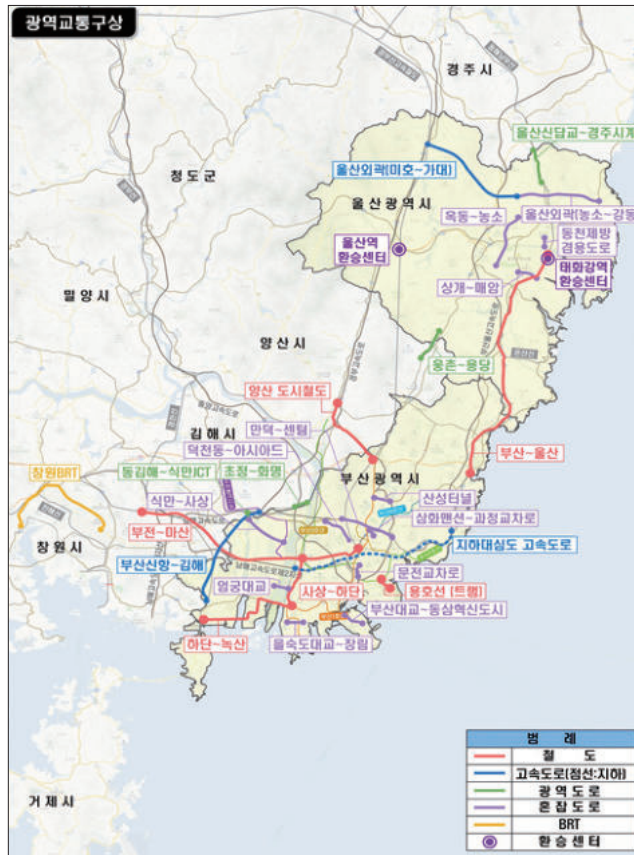 광역교통구상
경주시
울산신답교~경주시계
울산외곽(미호~가대)
청도군
울산광역시
옥동~농소
울산외곽(농소~강동)
동천제방
겸용도로
울산역
환승센터
태화강역
환승센터
밀양시
상개~매암
양산시
웅촌~용당
양산 도시철도
만덕~센텀
김해시
덕천동~아시아드
부산~울산
창원BRT
동김해~식만JCT
초정~화명
부산광역시
산성터널
식만~사상
삼화맨션~과정교차로
부전~마산
창원시
지하대심도 고속도로
부산신항~김해
남해고속도로제2지선
문전교차로
엄궁대교
사상~하단
용호선 (트램)
부산대교~동삼혁신도시
하단~녹산
을숙도대교~장림
거제시
범 례
철 도
고속도로(점선:지하)
광역도로
혼잡도로
BRT
환승센터